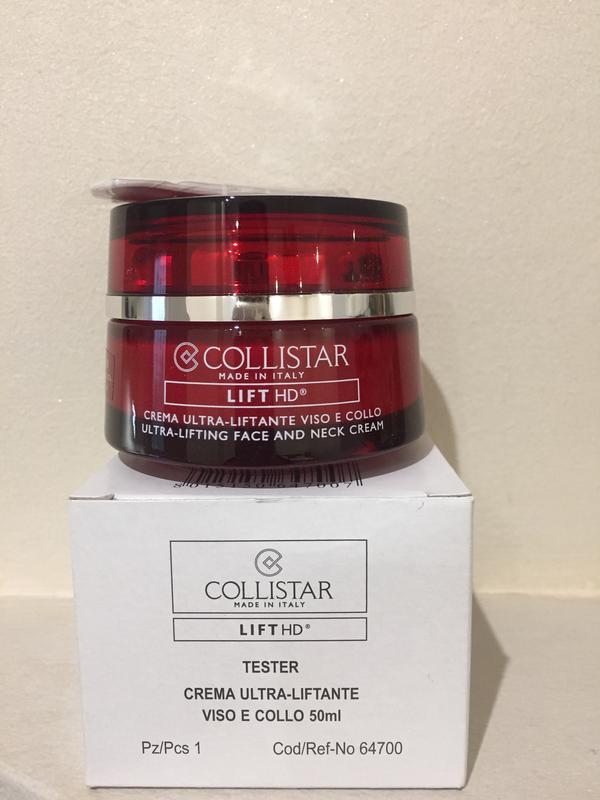 COLLISTAR
MADE IN ITALY
LIFT HD®
CREMA ULTRA-LIFTANTE VISO E COLLO
ULTRA-LIFTING FACE AND NECK CREAM
COLLISTAR
MADE IN ITALY
LIFT HD®
TESTER
CREMA ULTRA-LIFTANTE
VISO E COLLO 50ml
Pz/Pcs 1 Cod/Ref-No 64700